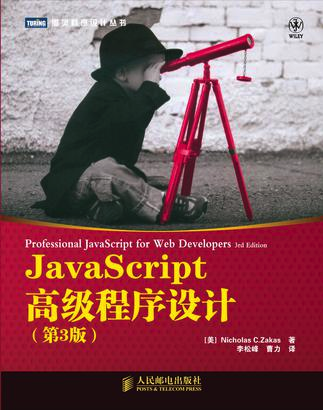 TURING
图灵程序设计丛书
WILEY
Professional JavaScript for Web Developers 3rd Edition
JavaScript
高级程序设计
（第3版）
[美] Nicholas C.Zakas 著
李松峰 曹力 译
人民邮电出版社
POSTS & TELECOM PRESS